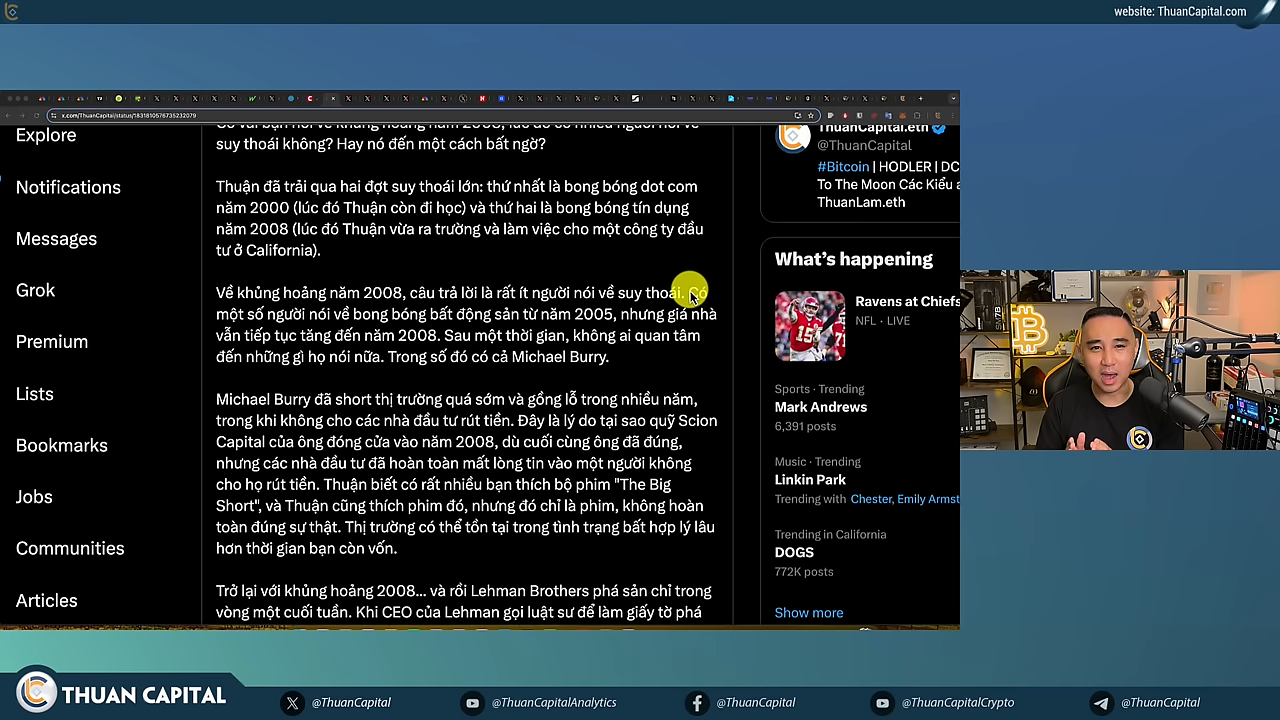 website: ThuanCapital.com
x.com/ThuanCapital/status/1831810576735232079
Explore
Notifications
Messages
Grok
Premium
Lists
Bookmarks
Jobs
Communities
Articles
suy thoái không? Hay nó đến một cách bất ngờ?
Thuận đã trải qua hai đợt suy thoái lớn: thứ nhất là bong bóng dot com
năm 2000 (lúc đó Thuận còn đi học) và thứ hai là bong bóng tín dụng
năm 2008 (lúc đó Thuận vừa ra trường và làm việc cho một công ty đầu
tư ở California).
Về khủng hoảng năm 2008, câu trả lời là rất ít người nói về suy thoái. Có
một số người nói về bong bóng bất động sản từ năm 2005, nhưng giá nhà
vẫn tiếp tục tăng đến năm 2008. Sau một thời gian, không ai quan tâm
đến những gì họ nói nữa. Trong số đó có cả Michael Burry.
Michael Burry đã short thị trường quá sớm và gồng lỗ trong nhiều năm,
trong khi không cho các nhà đầu tư rút tiền. Đây là lý do tại sao quỹ Scion
Capital của ông đóng cửa vào năm 2008, dù cuối cùng ông đã đúng,
nhưng các nhà đầu tư đã hoàn toàn mất lòng tin vào một người không
cho họ rút tiền. Thuận biết có rất nhiều bạn thích bộ phim "The Big
Short", và Thuận cũng thích phim đó, nhưng đó chỉ là phim, không hoàn
toàn đúng sự thật. Thị trường có thể tồn tại trong tình trạng bất hợp lý lâu
hơn thời gian bạn còn vốn.
Trở lại với khủng hoảng 2008... và rồi Lehman Brothers phá sản chỉ trong
vòng một cuối tuần. Khi CEO của Lehman gọi luật sư để làm giấy tờ phá
ThuanCapital.eth
@ThuanCapital
#Bitcoin | HODLER | DC
To The Moon Các Kiểu
ThuanLam.eth
What's happening
Ravens at Chiefs
NFL · LIVE
Sports · Trending
Mark Andrews
6,391 posts
Music · Trending
Linkin Park
Trending with Chester, Emily Armst
Trending in California
DOGS
772K posts
Show more
THUAN CAPITAL
@ThuanCapital
@ThuanCapitalAnalytics
@ThuanCapital
@ThuanCapitalCrypto
@ThuanCapital